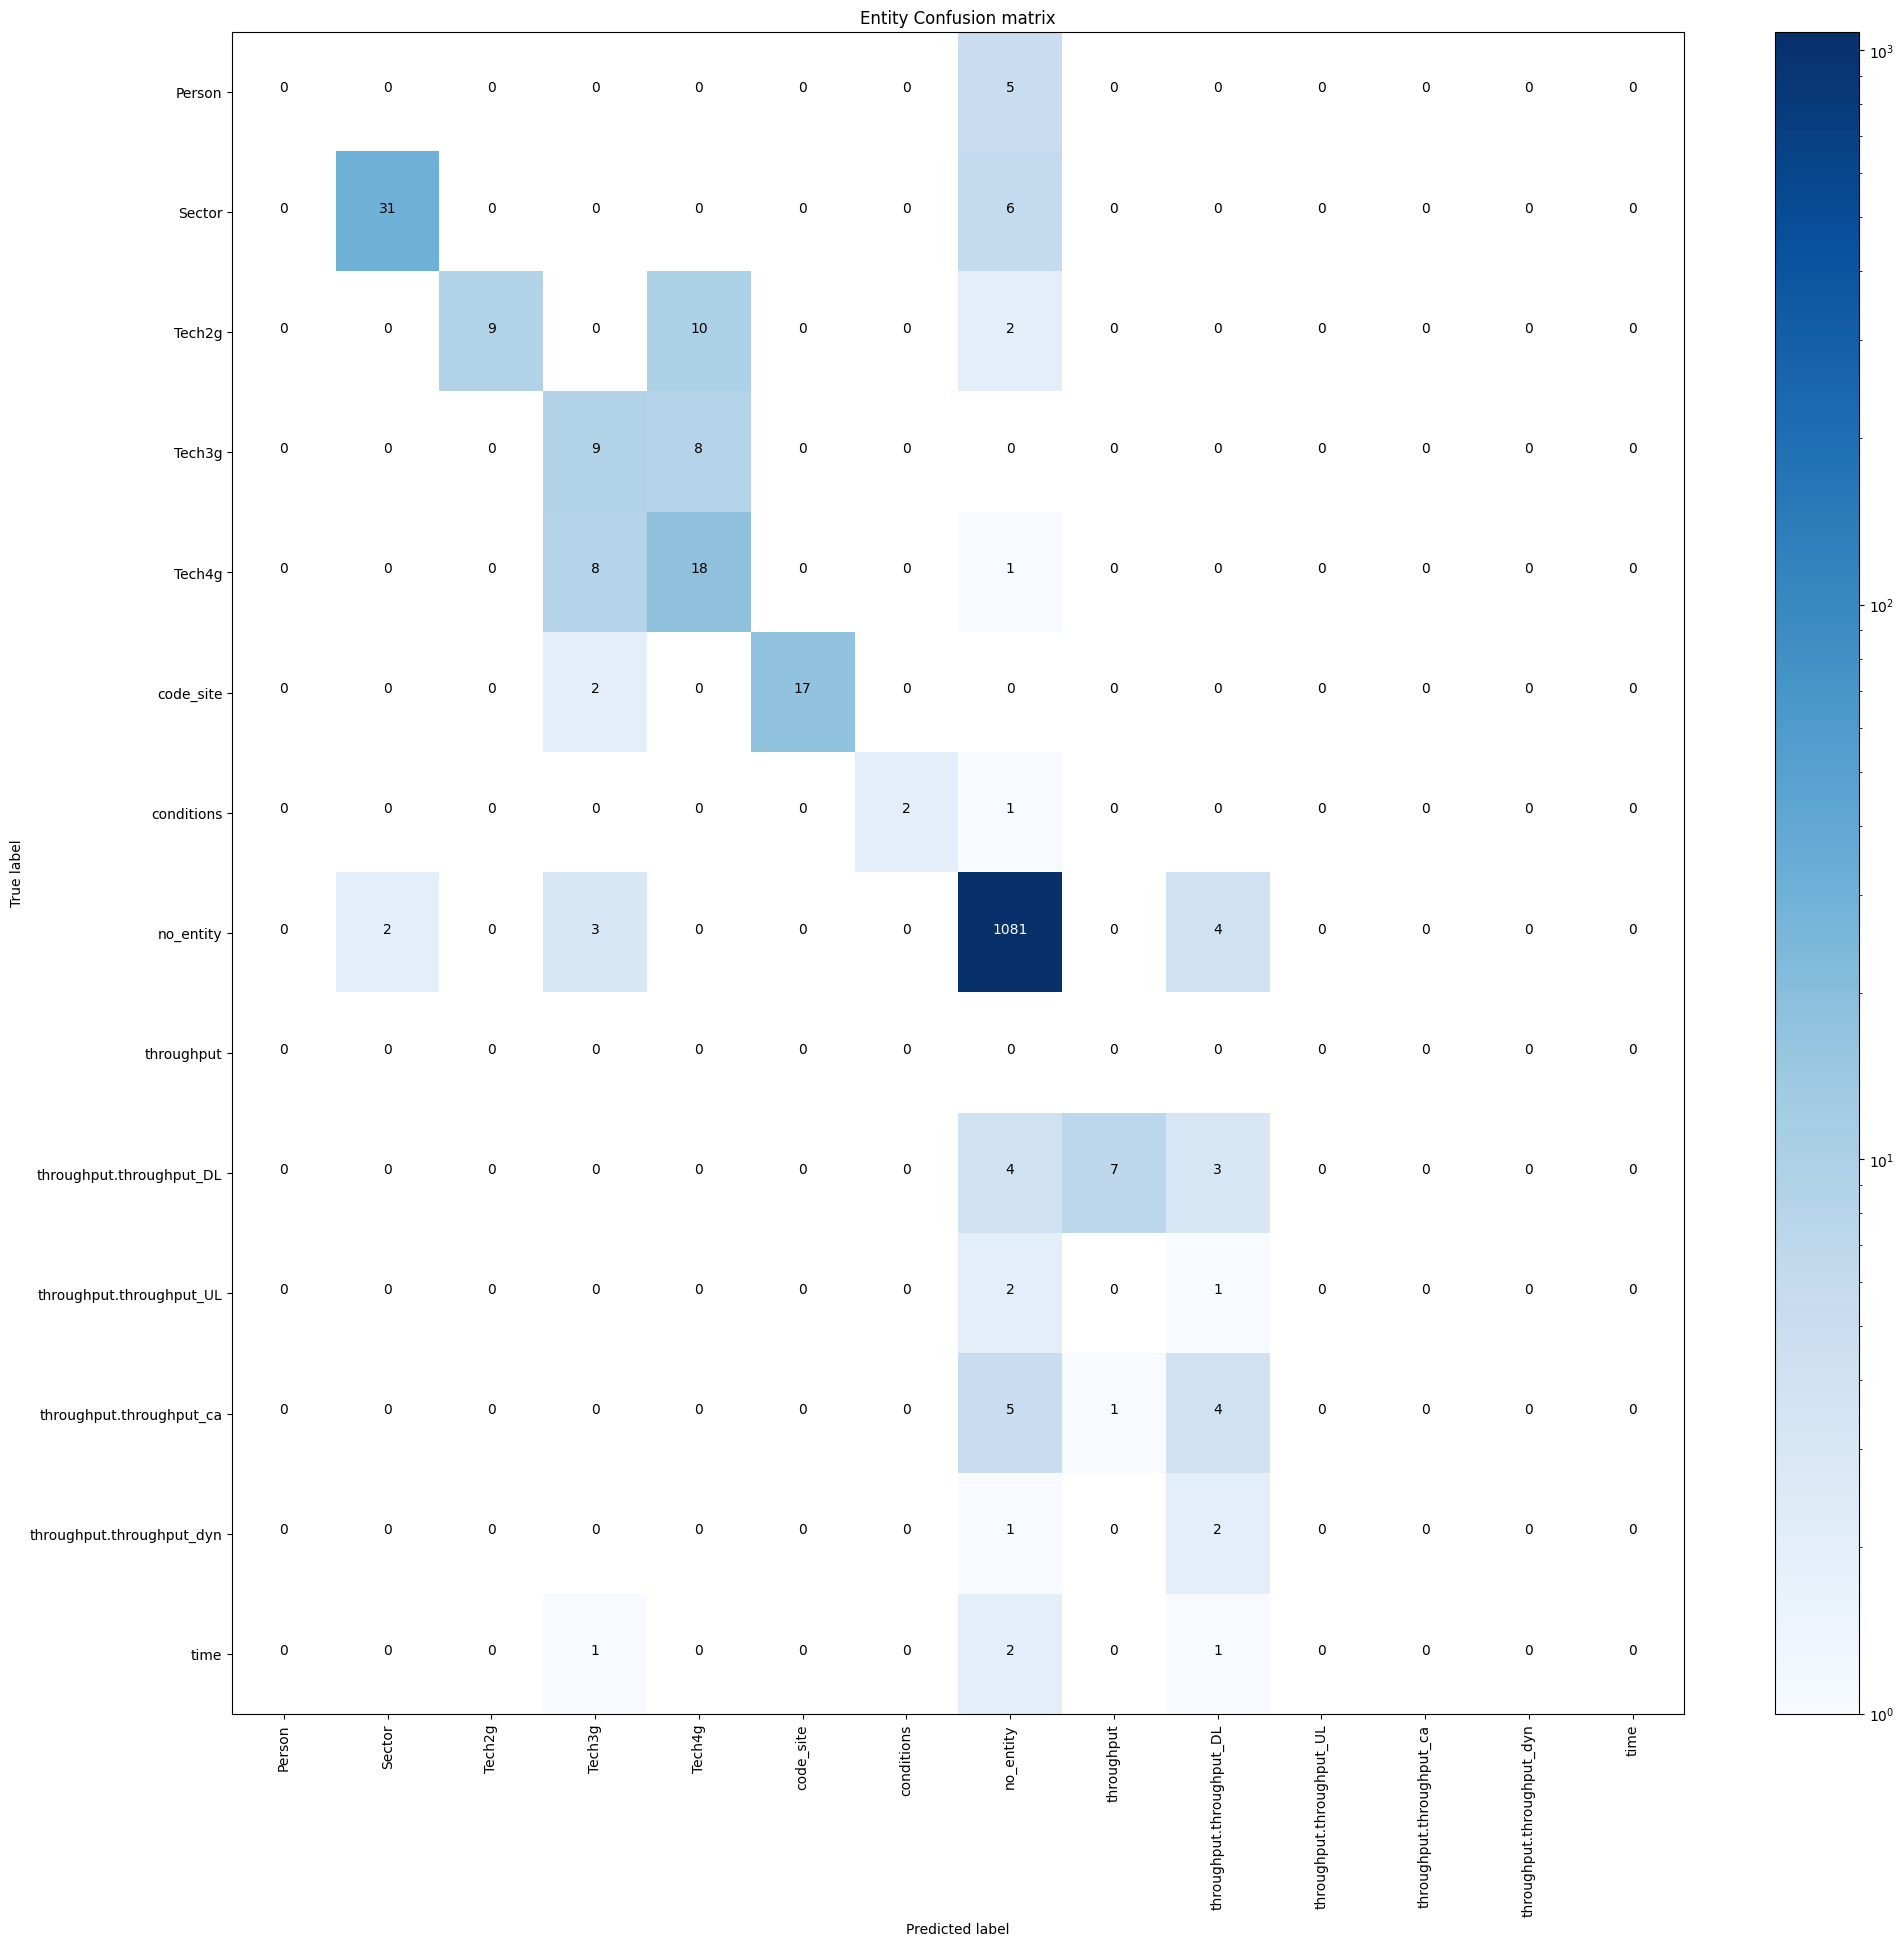 Entity Confusion matrix
True label
Person 0 0 0 0 0 0 0 5 0 0 0 0 0 0
Sector 0 31 0 0 0 0 0 6 0 0 0 0 0 0
Tech2g 0 0 9 0 10 0 0 2 0 0 0 0 0 0
Tech3g 0 0 0 9 8 0 0 0 0 0 0 0 0 0
Tech4g 0 0 0 8 18 0 0 1 0 0 0 0 0 0
code_site 0 0 0 2 0 17 0 0 0 0 0 0 0 0
conditions 0 0 0 0 0 0 2 1 0 0 0 0 0 0
no_entity 0 2 0 3 0 0 0 1081 0 4 0 0 0 0
throughput 0 0 0 0 0 0 0 0 0 0 0 0 0 0
throughput.throughput_DL 0 0 0 0 0 0 0 4 7 3 0 0 0 0
throughput.throughput_UL 0 0 0 0 0 0 0 2 0 1 0 0 0 0
throughput.throughput_ca 0 0 0 0 0 0 0 5 1 4 0 0 0 0
throughput.throughput_dyn 0 0 0 0 0 0 0 1 0 2 0 0 0 0
time 0 0 0 1 0 0 0 2 0 1 0 0 0 0
Person
Sector
Tech2g
Tech3g
Tech4g
code_site
conditions
no_entity
throughput
throughput.throughput_DL
throughput.throughput_UL
throughput.throughput_ca
throughput.throughput_dyn
time
Predicted label
10³
10²
10¹
10⁰